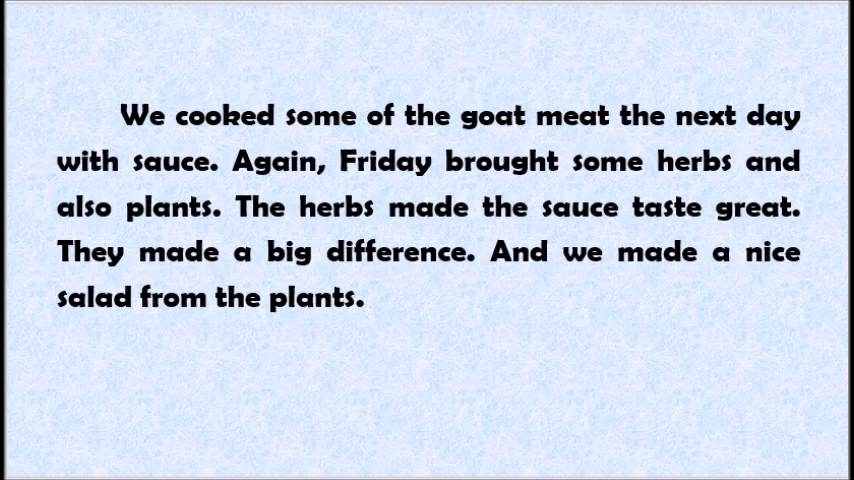 We cooked some of the goat meat the next day
with sauce. Again, Friday brought some herbs and
also plants. The herbs made the sauce taste great.
They made a big difference. And we made a nice
salad from the plants.